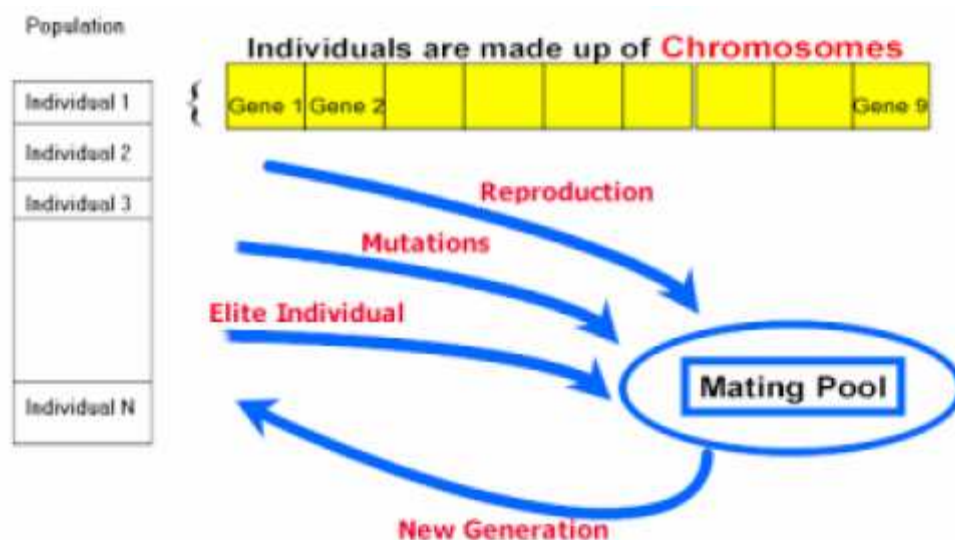 Population
Individuals are made up of Chromosomes
Individual 1
Gene 1
Gene 2
Gene 9
Individual 2
Individual 3
Reproduction
Mutations
Elite Individual
Mating Pool
Individual N
New Generation